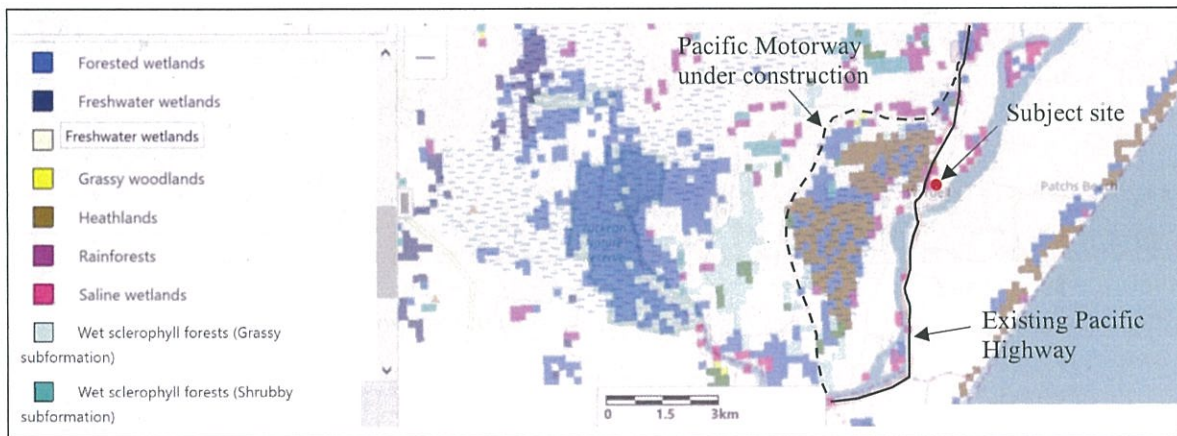 Forested wetlands
Freshwater wetlands
Freshwater wetlands
Grassy woodlands
Heathlands
Rainforests
Saline wetlands
Wet sclerophyll forests (Grassy
subformation)
Wet sclerophyll forests (Shrubby
subformation)
Pacific Motorway
under construction
Subject site
Patchs Beach
Existing Pacific
Highway
0 1.5 3km